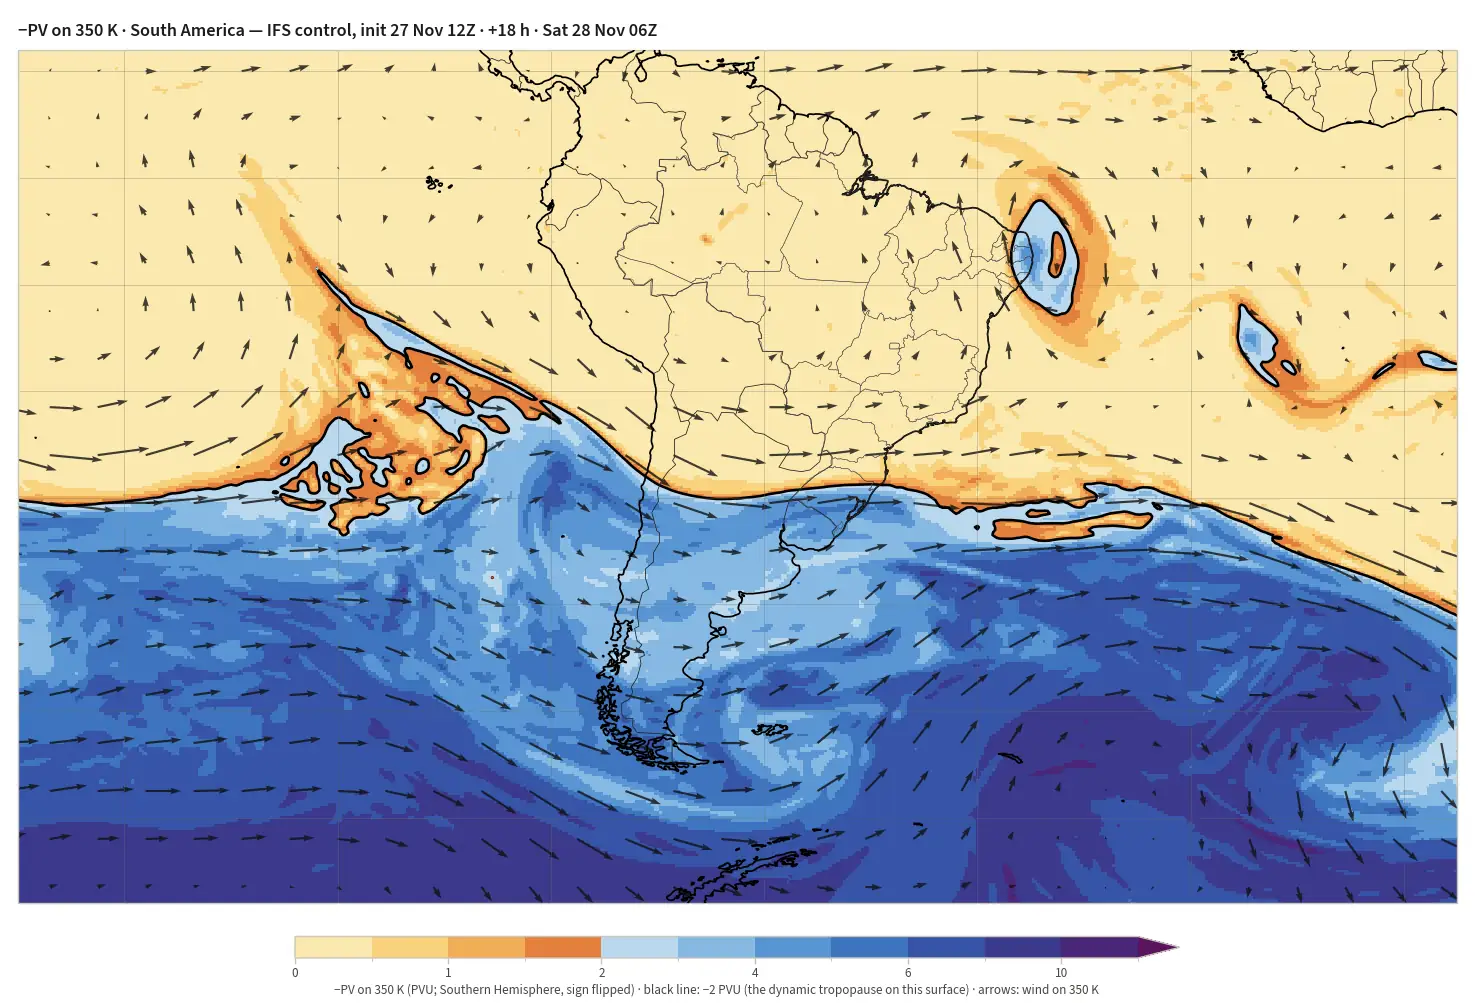 −PV on 350 K · South America — IFS control, init 27 Nov 12Z · +18 h · Sat 28 Nov 06Z
0 1 2 4 6 10
−PV on 350 K (PVU; Southern Hemisphere, sign flipped) · black line: −2 PVU (the dynamic tropopause on this surface) · arrows: wind on 350 K